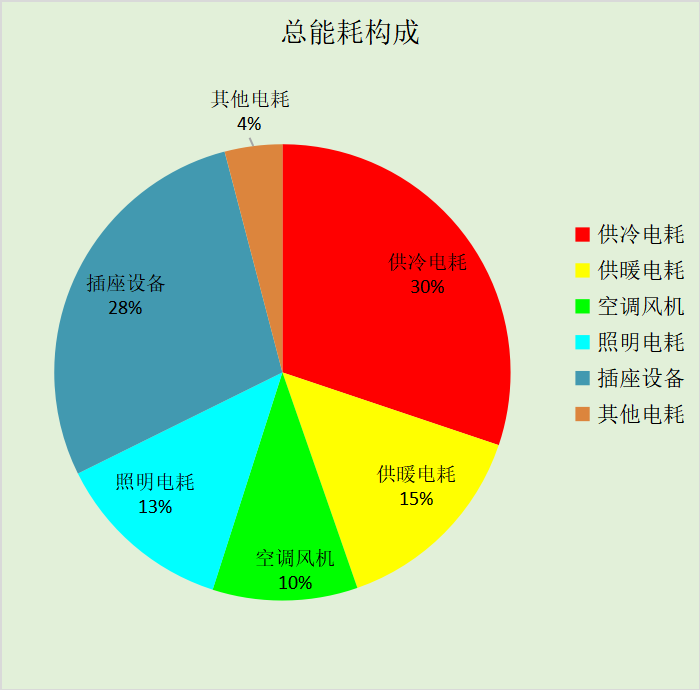 总能耗构成
其他电耗
4%
供冷电耗
30%
插座设备
28%
供暖电耗
15%
照明电耗
13%
空调风机
10%
供冷电耗
供暖电耗
空调风机
照明电耗
插座设备
其他电耗